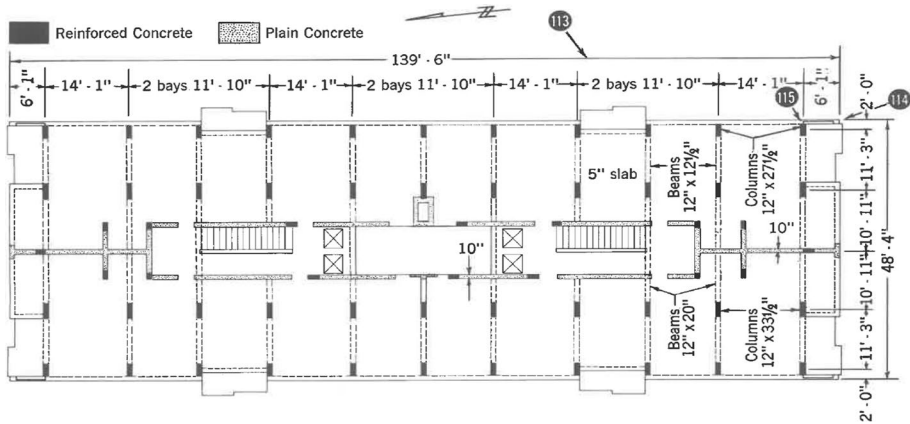 Reinforced Concrete
Plain Concrete
113
139' - 6"
6' - 1"
14' - 1"
2 bays 11' - 10"
14' - 1"
2 bays 11' - 10"
14' - 1"
2 bays 11' - 10"
14' - 1"
6' - 1"
2' - 0"
115
114
5" slab
Beams
12" x 12½"
Columns
12" x 27½"
11' - 3"
10' - 11"
10"
10"
48' - 4"
10' - 11"
Beams
12" x 20"
Columns
12" x 33½"
11' - 3"
2' - 0"